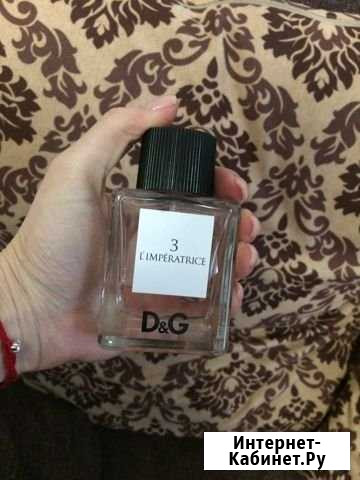 3
L'IMPÉRATRICE
D&G
Интернет-
Кабинет.Ру